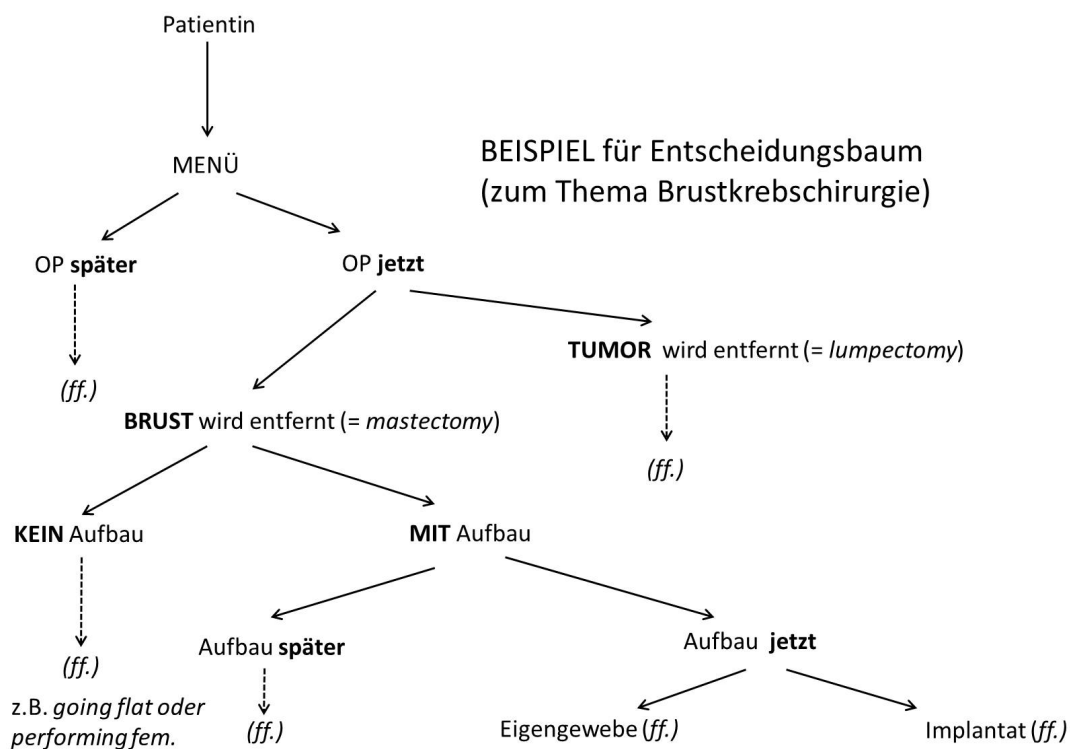 Patientin
MENÜ
BEISPIEL für Entscheidungsbaum
(zum Thema Brustkrebschirurgie)
OP später
OP jetzt
(ff.)
TUMOR wird entfernt (= lumpectomy)
(ff.)
BRUST wird entfernt (= mastectomy)
KEIN Aufbau
MIT Aufbau
(ff.)
z.B. going flat oder
performing fem.
Aufbau später
(ff.)
Aufbau jetzt
Eigengewebe (ff.)
Implantat (ff.)